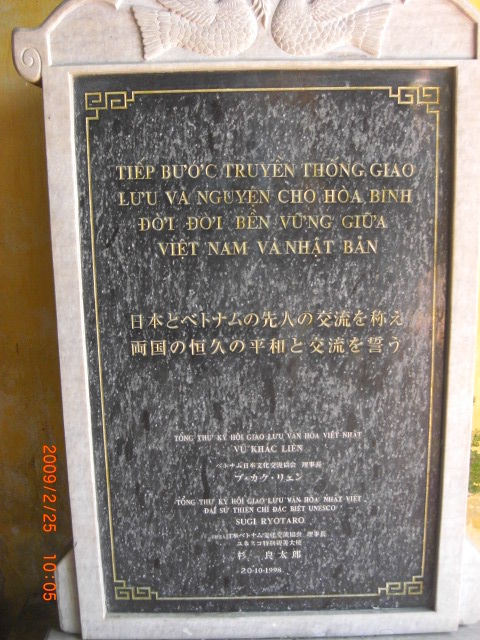 TIẾP BƯỚC TRUYỀN THỐNG GIAO
LƯU VÀ NGUYỆN CHO HÒA BÌNH
ĐỜI ĐỜI BỀN VỮNG GIỮA
VIỆT NAM VÀ NHẬT BẢN
日本とベトナムの先人の交流を称え
両国の恒久の平和と交流を誓う
TỔNG THƯ KÝ HỘI GIAO LƯU VĂN HÓA VIỆT NHẬT
VŨ KHẮC LIÊN
ベトナム日本文化交流協会 理事長
ブ・カク・リェン
TỔNG THƯ KÝ HỘI GIAO LƯU VĂN HÓA NHẬT VIỆT
ĐẠI SỨ THIỆN CHÍ ĐẶC BIỆT UNESCO
SUGI RYOTARO
日本ベトナム文化交流協会 理事長
ユネスコ特別親善大使
杉 良太郎
20-10-1998
2009/2/25 10:05